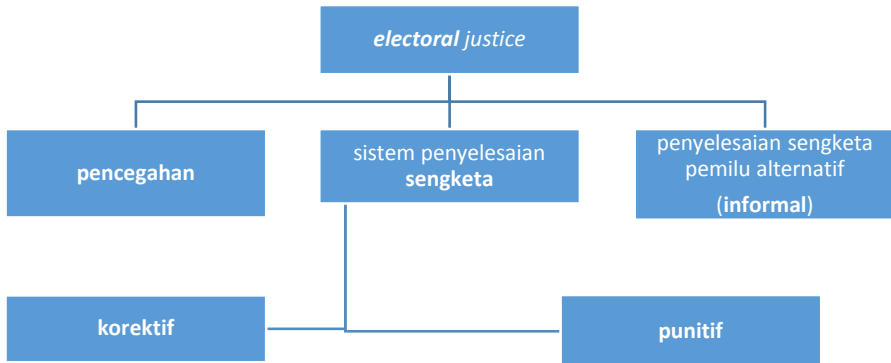 electoral justice
pencegahan
sistem penyelesaian
sengketa
penyelesaian sengketa
pemilu alternatif
(informal)
korektif
punitif